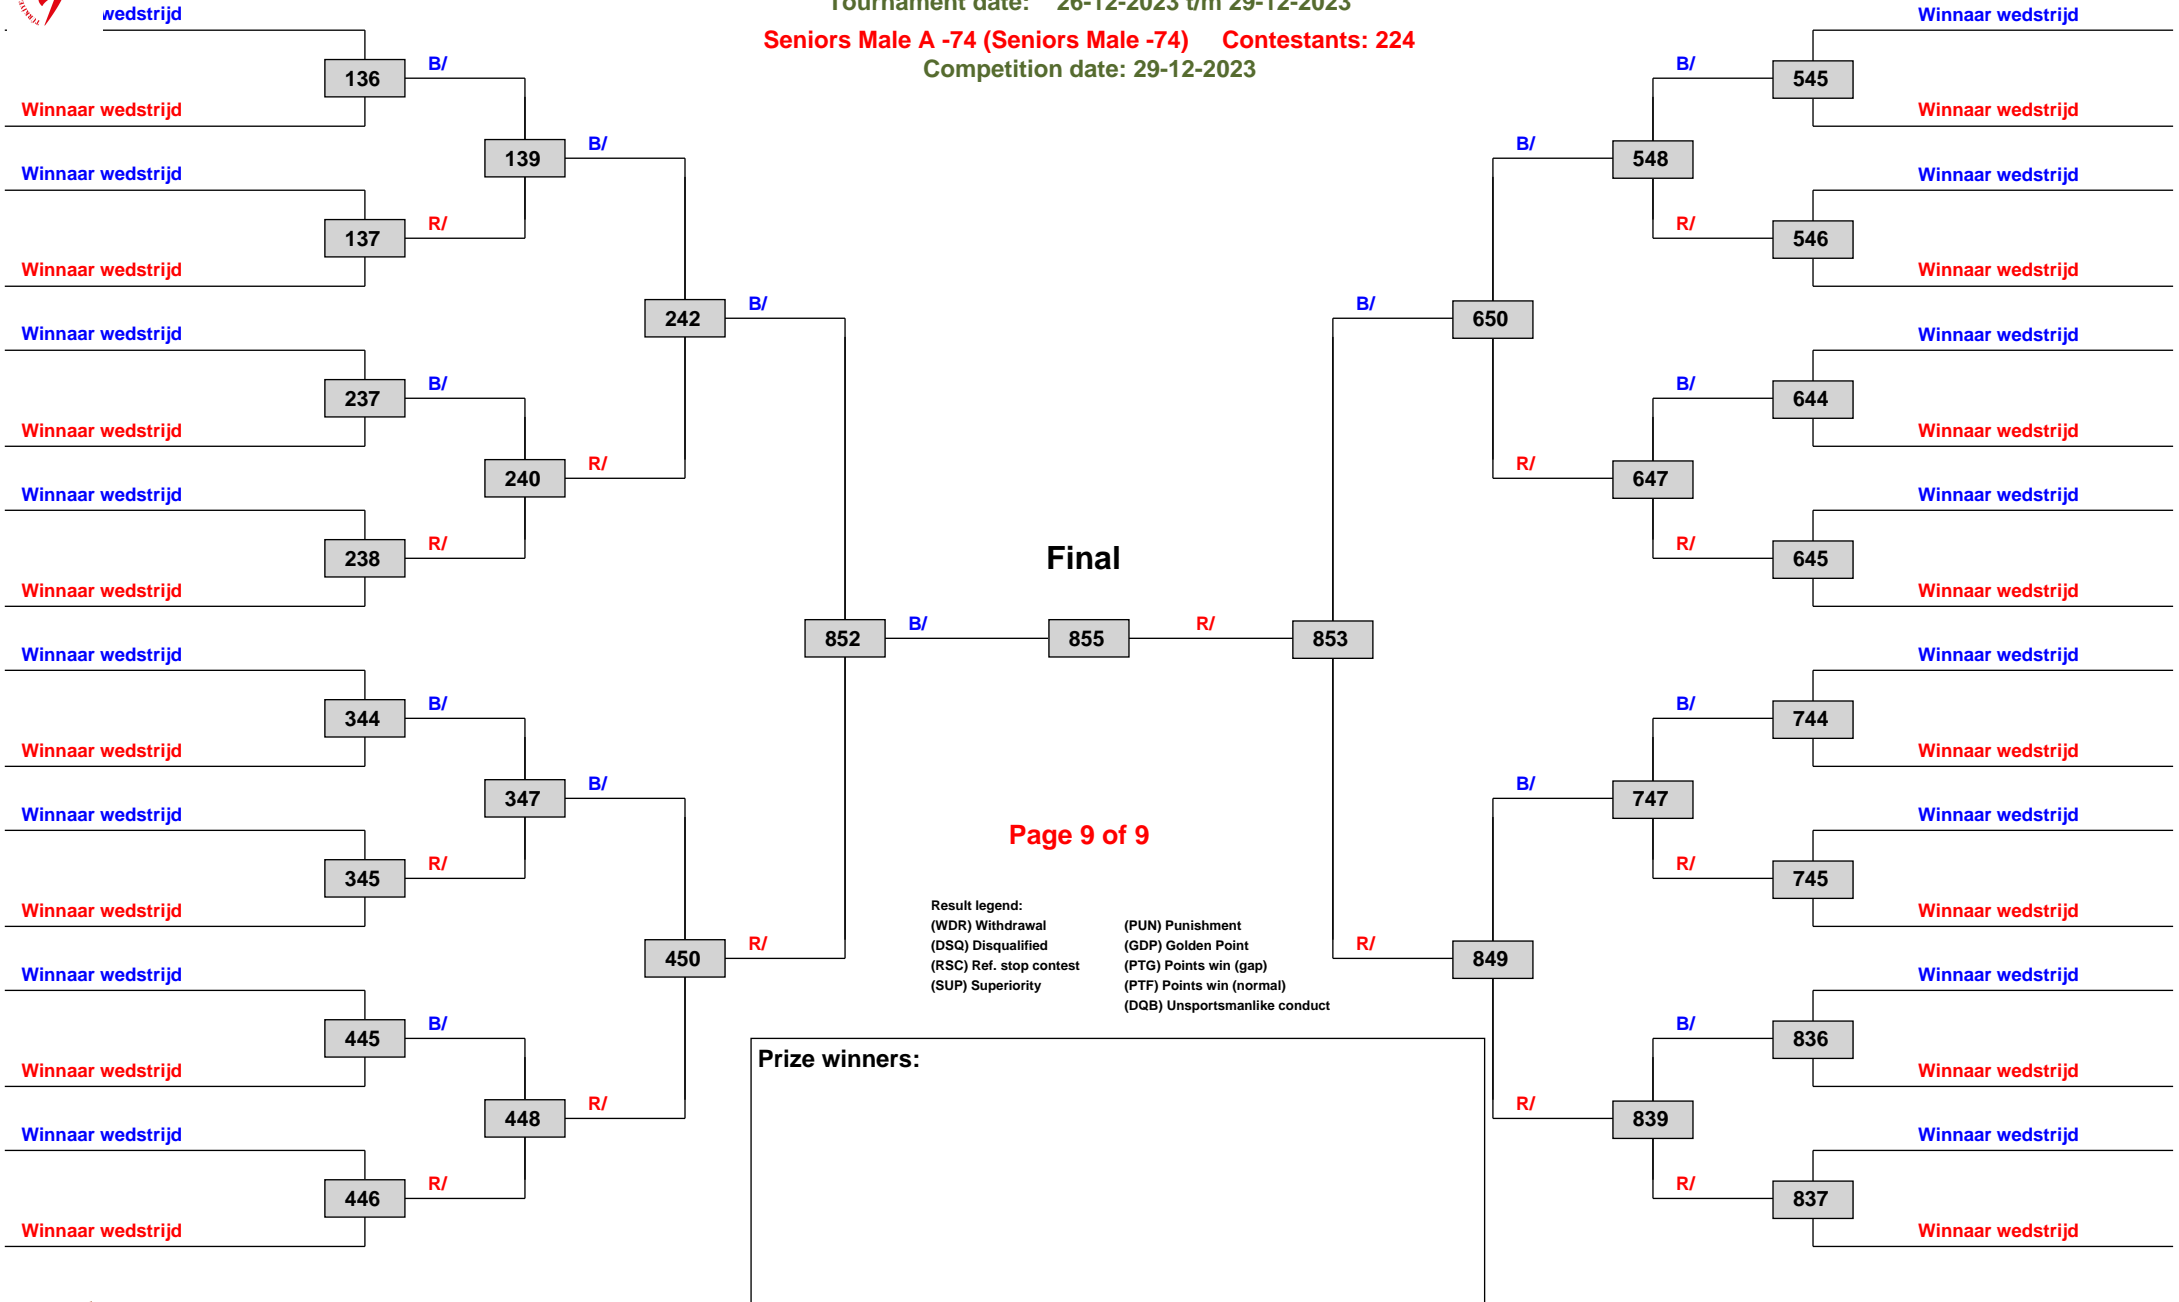 Tournament date: 26-12-2023 t/m 29-12-2023
Seniors Male A -74 (Seniors Male -74) Contestants: 224
Competition date: 29-12-2023
wedstrijd
136
B/
Winnaar wedstrijd
139
B/
Winnaar wedstrijd
137
R/
Winnaar wedstrijd
242
B/
Winnaar wedstrijd
237
B/
Winnaar wedstrijd
240
R/
Winnaar wedstrijd
238
R/
Winnaar wedstrijd
852
B/
Winnaar wedstrijd
344
B/
Winnaar wedstrijd
347
B/
Winnaar wedstrijd
345
R/
Winnaar wedstrijd
450
R/
Winnaar wedstrijd
445
B/
Winnaar wedstrijd
448
R/
Winnaar wedstrijd
446
R/
Winnaar wedstrijd
Final
855
R/
853
Page 9 of 9
Result legend:
(WDR) Withdrawal
(DSQ) Disqualified
(RSC) Ref. stop contest
(SUP) Superiority
(PUN) Punishment
(GDP) Golden Point
(PTG) Points win (gap)
(PTF) Points win (normal)
(DQB) Unsportsmanlike conduct
Prize winners:
Winnaar wedstrijd
B/
545
Winnaar wedstrijd
B/
548
Winnaar wedstrijd
R/
546
Winnaar wedstrijd
B/
650
Winnaar wedstrijd
B/
644
Winnaar wedstrijd
R/
647
Winnaar wedstrijd
R/
645
Winnaar wedstrijd
Winnaar wedstrijd
B/
744
Winnaar wedstrijd
B/
747
Winnaar wedstrijd
R/
745
Winnaar wedstrijd
R/
849
Winnaar wedstrijd
B/
836
Winnaar wedstrijd
R/
839
Winnaar wedstrijd
R/
837
Winnaar wedstrijd